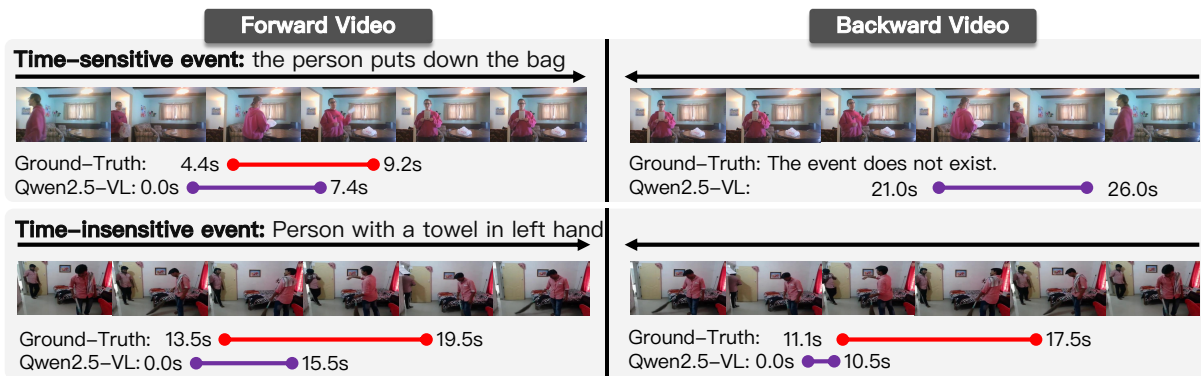 Forward Video
Backward Video
Time-sensitive event: the person puts down the bag
Ground-Truth: 4.4s 9.2s
Qwen2.5-VL: 0.0s 7.4s
Ground-Truth: The event does not exist.
Qwen2.5-VL: 21.0s 26.0s
Time-insensitive event: Person with a towel in left hand
Ground-Truth: 13.5s 19.5s
Qwen2.5-VL: 0.0s 15.5s
Ground-Truth: 11.1s 17.5s
Qwen2.5-VL: 0.0s 10.5s